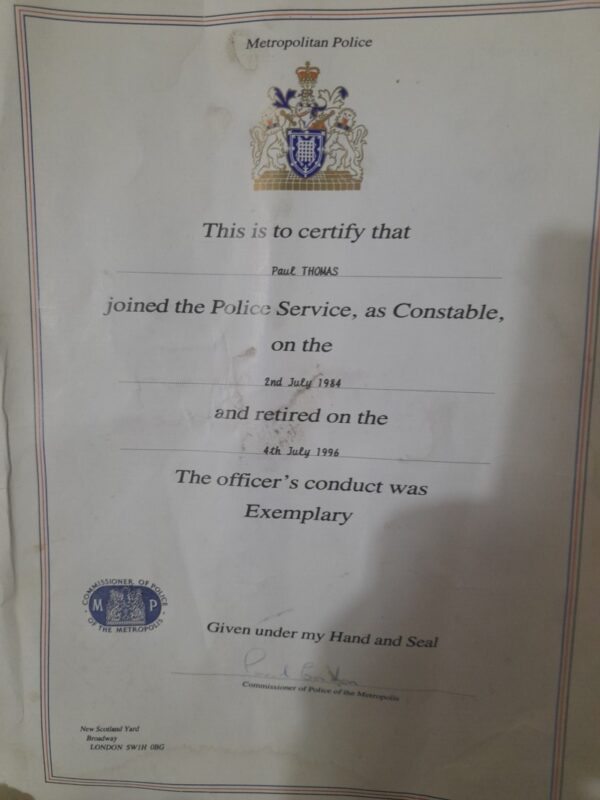 Metropolitan Police
This is to certify that
Paul THOMAS
joined the Police Service, as Constable,
on the
2nd July 1984
and retired on the
4th July 1996
The officer's conduct was
Exemplary
COMMISSIONER OF POLICE
M P
OF THE METROPOLIS
Given under my Hand and Seal
Paul Condon
Commissioner of Police of the Metropolis
New Scotland Yard
Broadway
LONDON SW1H 0BG